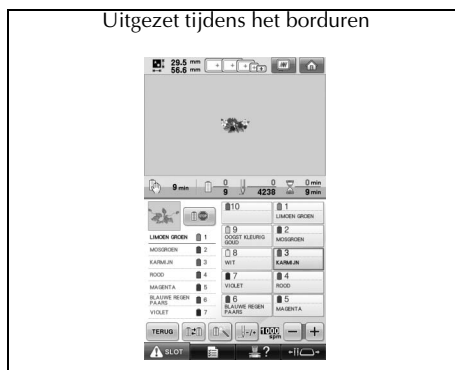 Uitgezet tijdens het borduren
29.5 mm
56.6 mm
9 min
0
9
0
4238
0 min
9 min
LIMOEN GROEN 1
MOSGROEN 2
KARMIJN 3
ROOD 4
MAGENTA 5
BLAUWE REGEN PAARS 6
VIOLET 7
10
1
LIMOEN GROEN
9
OOGST KLEURIG
GOUD
2
MOSGROEN
8
WIT
3
KARMIJN
7
VIOLET
4
ROOD
6
BLAUWE REGEN
PAARS
5
MAGENTA
TERUG
-/+
1000
spm
- +
SLOT
?